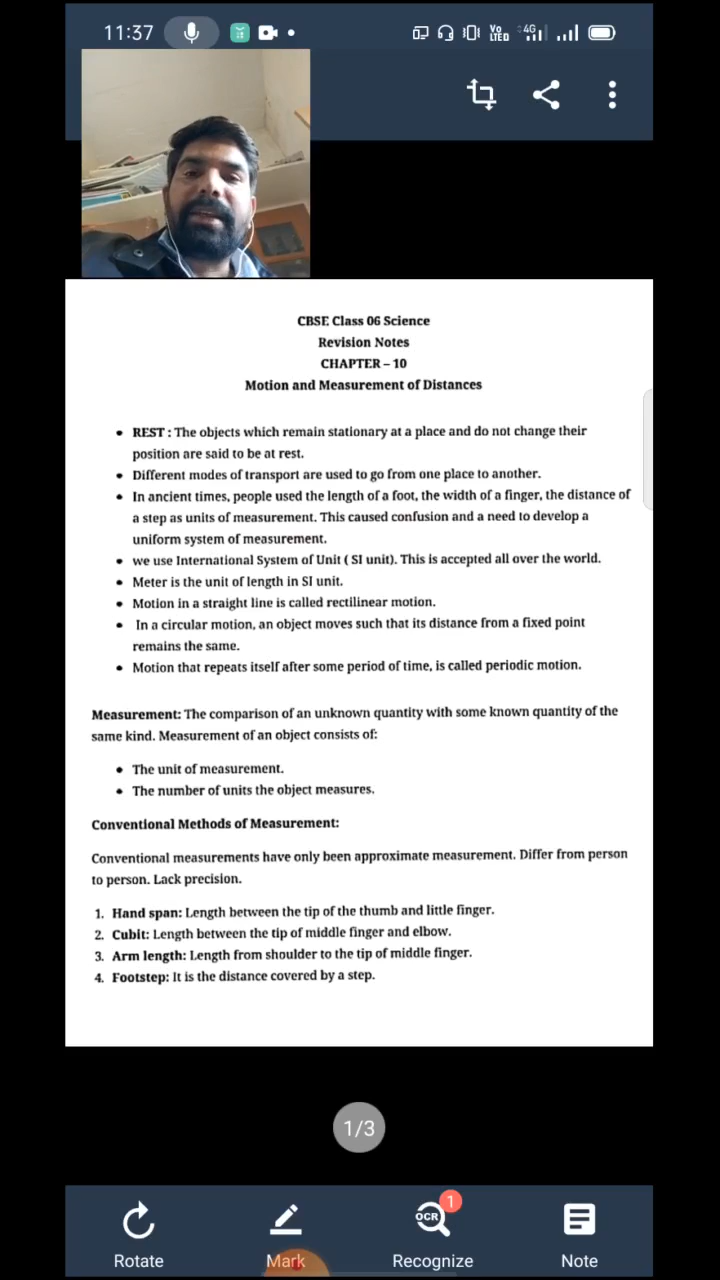 11:37
Vo
LTED
4G
CBSE Class 06 Science
Revision Notes
CHAPTER – 10
Motion and Measurement of Distances
• REST : The objects which remain stationary at a place and do not change their
position are said to be at rest.
• Different modes of transport are used to go from one place to another.
• In ancient times, people used the length of a foot, the width of a finger, the distance of
a step as units of measurement. This caused confusion and a need to develop a
uniform system of measurement.
• we use International System of Unit ( SI unit). This is accepted all over the world.
• Meter is the unit of length in SI unit.
• Motion in a straight line is called rectilinear motion.
• In a circular motion, an object moves such that its distance from a fixed point
remains the same.
• Motion that repeats itself after some period of time, is called periodic motion.
Measurement: The comparison of an unknown quantity with some known quantity of the
same kind. Measurement of an object consists of:
• The unit of measurement.
• The number of units the object measures.
Conventional Methods of Measurement:
Conventional measurements have only been approximate measurement. Differ from person
to person. Lack precision.
1. Hand span: Length between the tip of the thumb and little finger.
2. Cubit: Length between the tip of middle finger and elbow.
3. Arm length: Length from shoulder to the tip of middle finger.
4. Footstep: It is the distance covered by a step.
1/3
OCR
1
Rotate
Mark
Recognize
Note